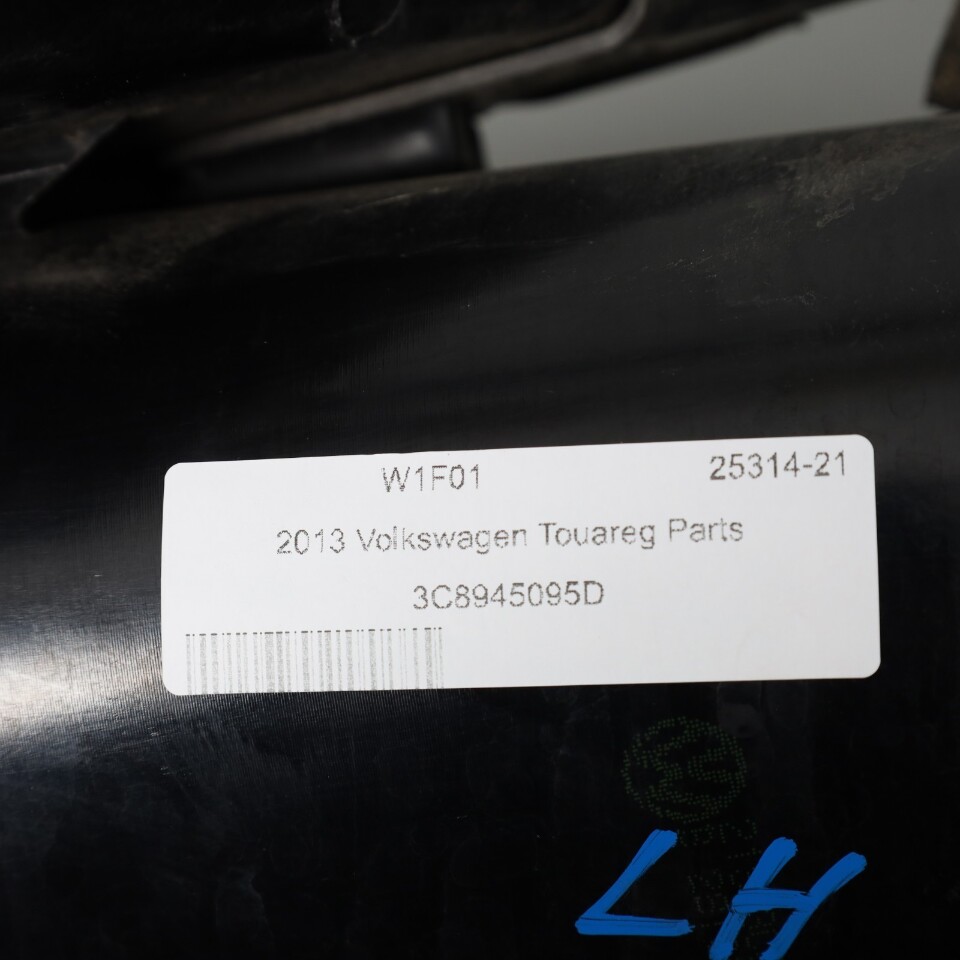 W1F01 25314-21
2013 Volkswagen Touareg Parts
3C8945095D
LH